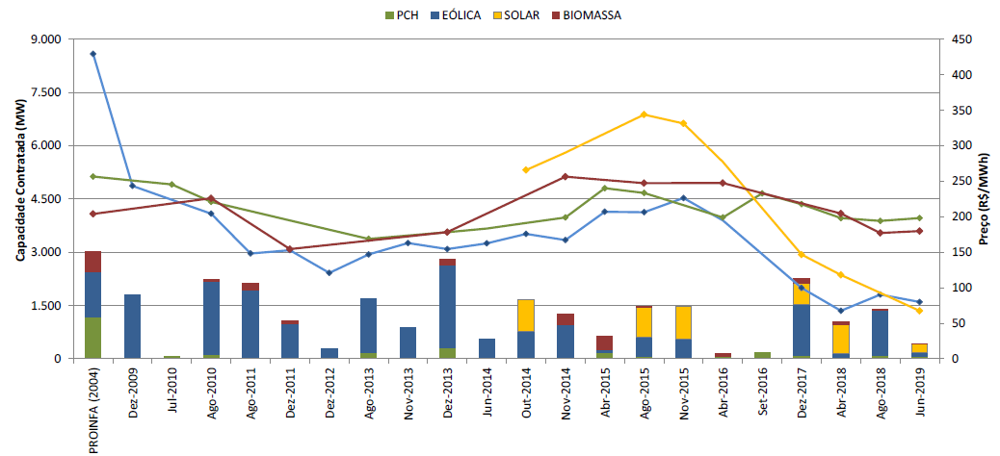 PCH EÓLICA SOLAR BIOMASSA
Capacidade Contratada (MW)
9.000
7.500
6.000
4.500
3.000
1.500
0
450
400
350
300
250
200
150
100
50
0
Preço (R$/MWh)
PROINFA (2004)
Dez-2009
Jul-2010
Ago-2010
Ago-2011
Dez-2011
Dez-2012
Ago-2013
Nov-2013
Dez-2013
Jun-2014
Out-2014
Nov-2014
Abr-2015
Ago-2015
Nov-2015
Abr-2016
Set-2016
Dez-2017
Abr-2018
Ago-2018
Jun-2019